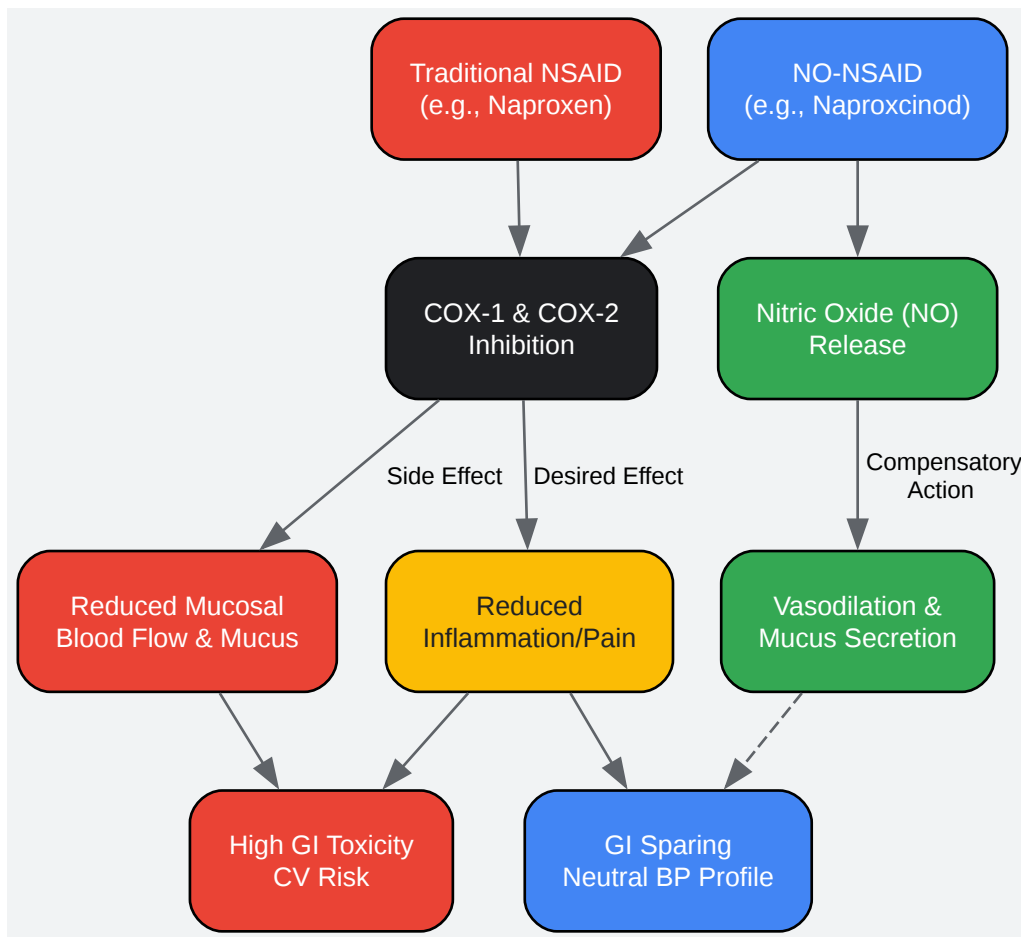 Traditional NSAID
(e.g., Naproxen)
NO-NSAID
(e.g., Naproxcinod)
COX-1 & COX-2
Inhibition
Nitric Oxide (NO)
Release
Side Effect
Desired Effect
Compensatory
Action
Reduced Mucosal
Blood Flow & Mucus
Reduced
Inflammation/Pain
Vasodilation &
Mucus Secretion
High GI Toxicity
CV Risk
GI Sparing
Neutral BP Profile